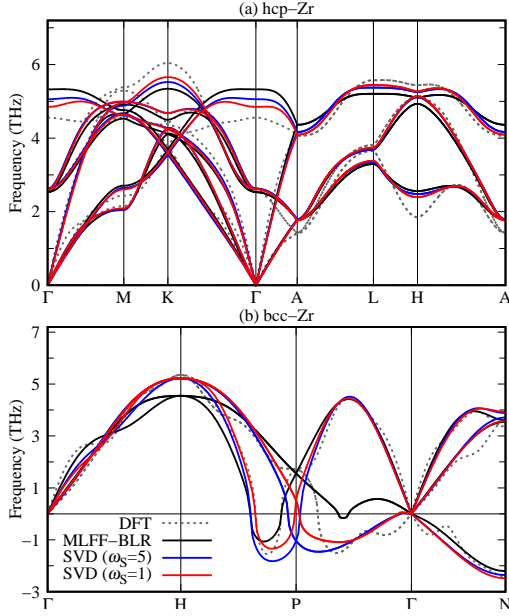 (a) hcp–Zr
Frequency (THz)
6
4
2
0
Γ M K Γ A L H A
(b) bcc–Zr
Frequency (THz)
7
5
3
1
-1
-3
DFT
MLFF–BLR
SVD (ωS=5)
SVD (ωS=1)
Γ H P Γ N